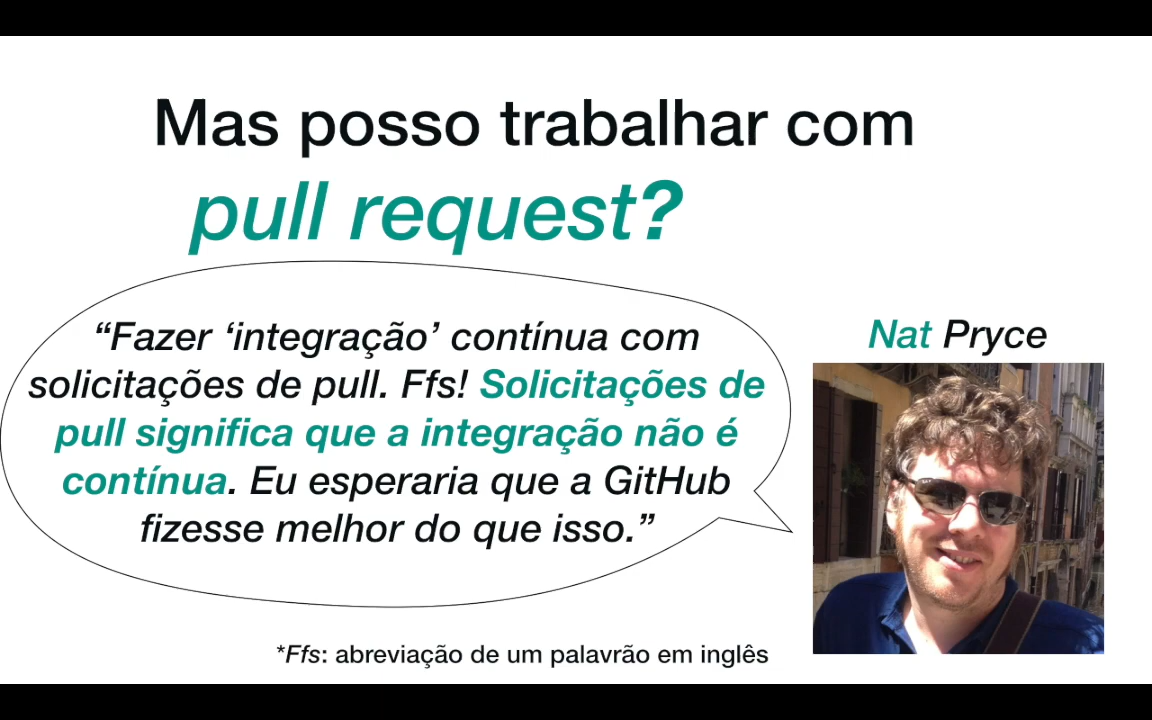 Mas posso trabalhar com
pull request?
“Fazer ‘integração’ contínua com
solicitações de pull. Ffs! Solicitações de
pull significa que a integração não é
contínua. Eu esperaria que a GitHub
fizesse melhor do que isso.”
Nat Pryce
*Ffs: abreviação de um palavrão em inglês